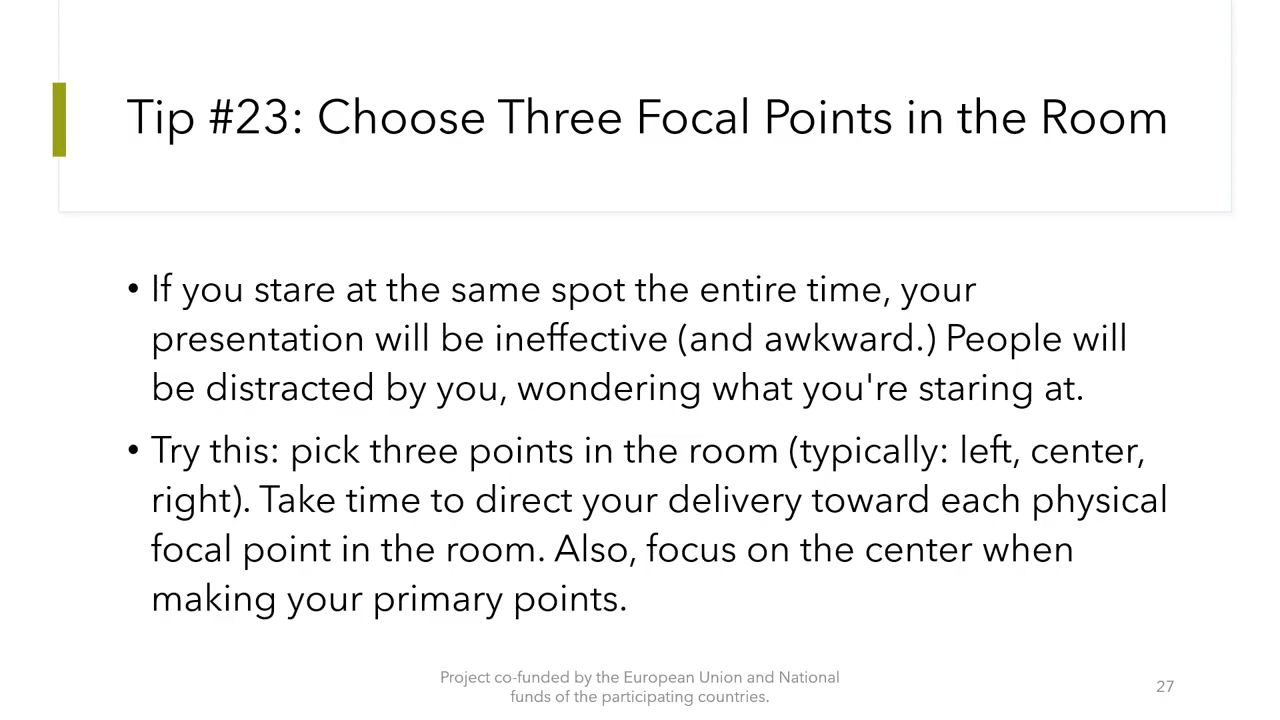 Tip #23: Choose Three Focal Points in the Room
• If you stare at the same spot the entire time, your
presentation will be ineffective (and awkward.) People will
be distracted by you, wondering what you're staring at.
• Try this: pick three points in the room (typically: left, center,
right). Take time to direct your delivery toward each physical
focal point in the room. Also, focus on the center when
making your primary points.
Project co-funded by the European Union and National
funds of the participating countries.
27